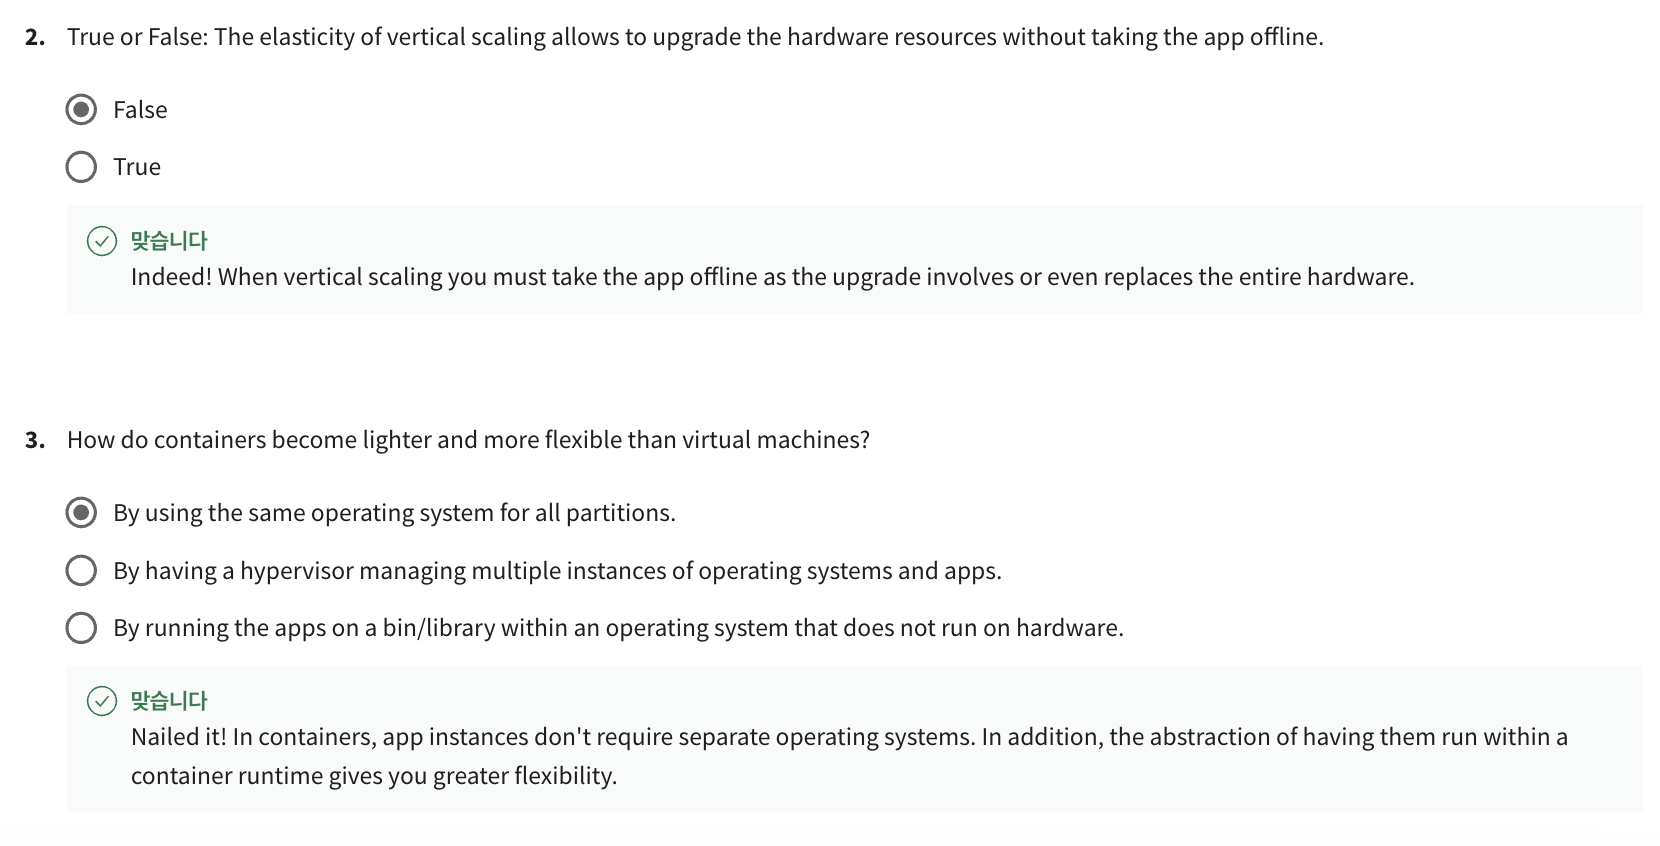 2. True or False: The elasticity of vertical scaling allows to upgrade the hardware resources without taking the app offline.
False
True
맞습니다
Indeed! When vertical scaling you must take the app offline as the upgrade involves or even replaces the entire hardware.
3. How do containers become lighter and more flexible than virtual machines?
By using the same operating system for all partitions.
By having a hypervisor managing multiple instances of operating systems and apps.
By running the apps on a bin/library within an operating system that does not run on hardware.
맞습니다
Nailed it! In containers, app instances don't require separate operating systems. In addition, the abstraction of having them run within a
container runtime gives you greater flexibility.